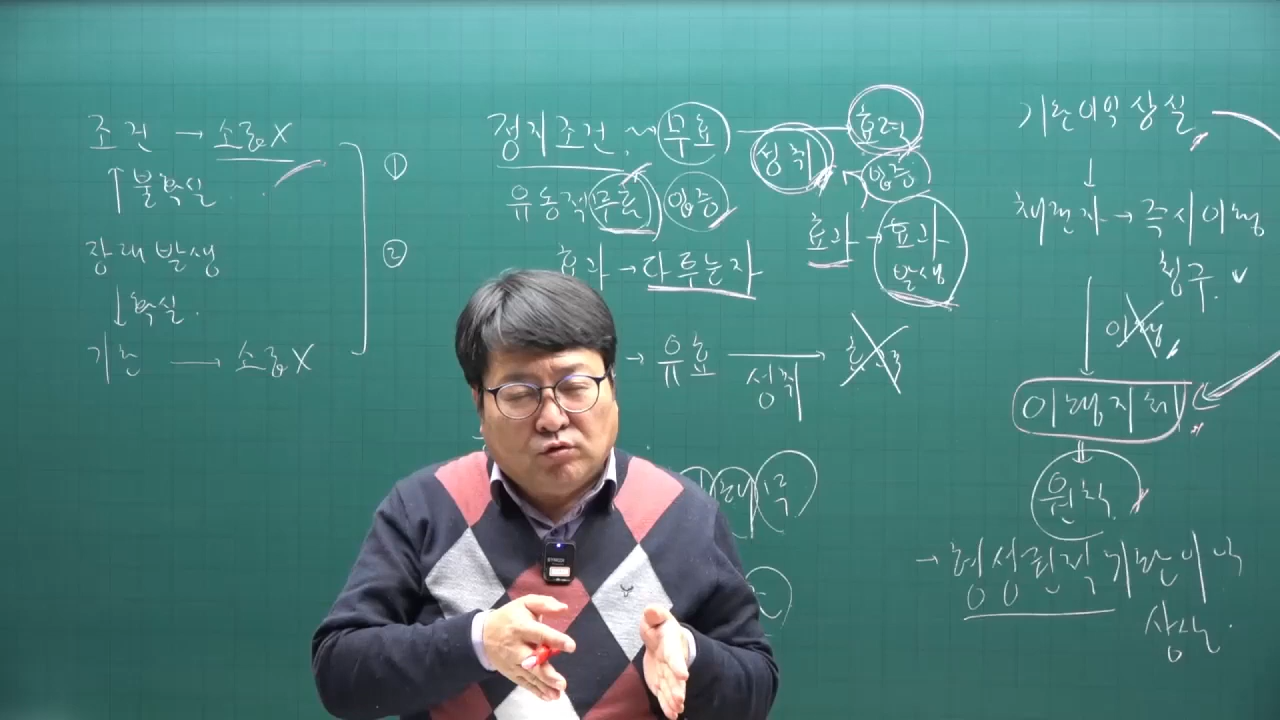 조건 → 소급X
↑불확실
장래발생
↓확실.
기한 → 소급X
①
②
정지조건 무효 효력
성취 입증
유동적 무효 입증
효과 → 다투는자
효과 → 효과
발생
→ 유효 → 
성취
기한이익상실
↓
채권자 → 즉시이행
청구. ✓
이행지체
원칙
→ 형성권적 기한이익
상실.